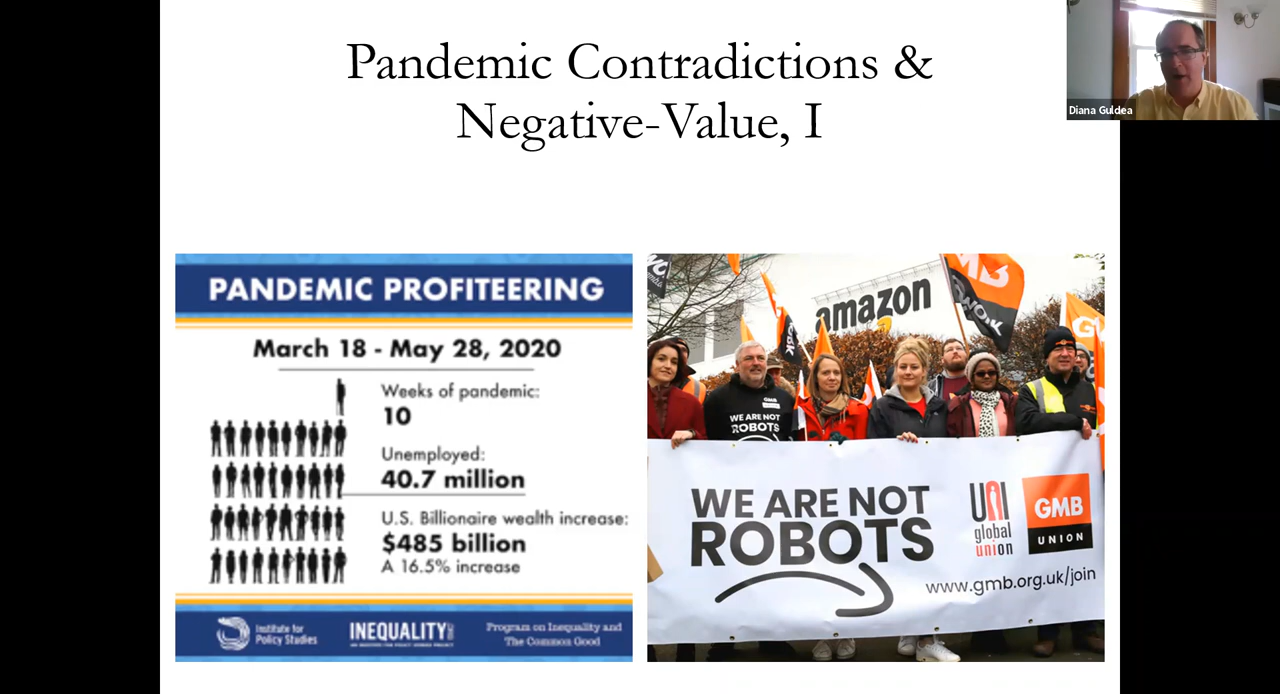 Pandemic Contradictions &
Negative-Value, I
Diana Guldea
PANDEMIC PROFITEERING
March 18 - May 28, 2020
Weeks of pandemic:
10
Unemployed:
40.7 million
U.S. Billionaire wealth increase:
$485 billion
A 16.5% increase
Institute for
Policy Studies
INEQUALITY
Program on Inequality and
The Common Good
amazon
GMB
WE ARE NOT
ROBOTS
WE ARE NOT
ROBOTS
UNI
global
union
GMB
UNION
www.gmb.org.uk/join